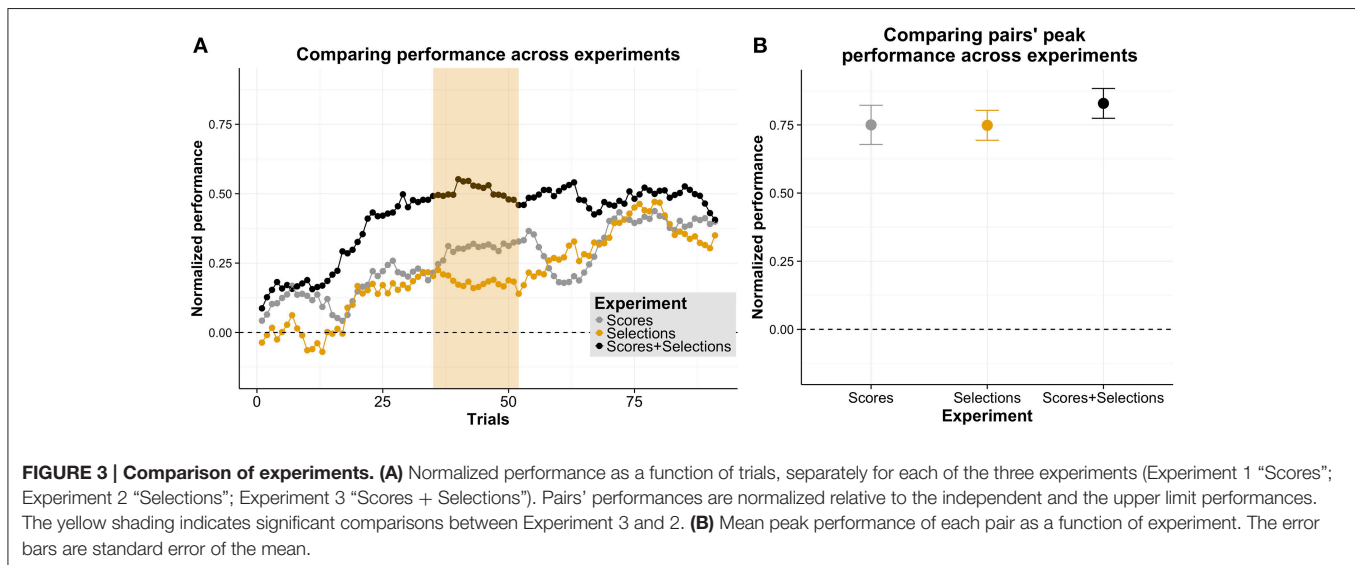 A
Comparing performance across experiments
Normalized performance
0.75
0.50
0.25
0.00
0
25
50
75
Trials
Experiment
Scores
Selections
Scores+Selections
B
Comparing pairs' peak
performance across experiments
Normalized performance
0.75
0.50
0.25
0.00
Scores
Selections
Scores+Selections
Experiment
FIGURE 3 | Comparison of experiments. (A) Normalized performance as a function of trials, separately for each of the three experiments (Experiment 1 “Scores”;
Experiment 2 “Selections”; Experiment 3 “Scores + Selections”). Pairs’ performances are normalized relative to the independent and the upper limit performances.
The yellow shading indicates significant comparisons between Experiment 3 and 2. (B) Mean peak performance of each pair as a function of experiment. The error
bars are standard error of the mean.